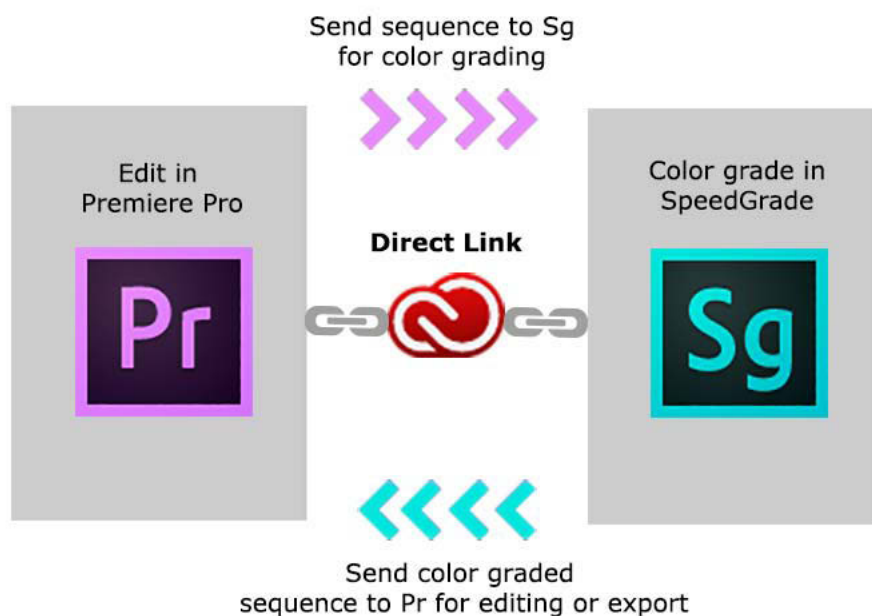 Send sequence to Sg
for color grading
Edit in
Premiere Pro
Pr
Direct Link
Color grade in
SpeedGrade
Sg
Send color graded
sequence to Pr for editing or export